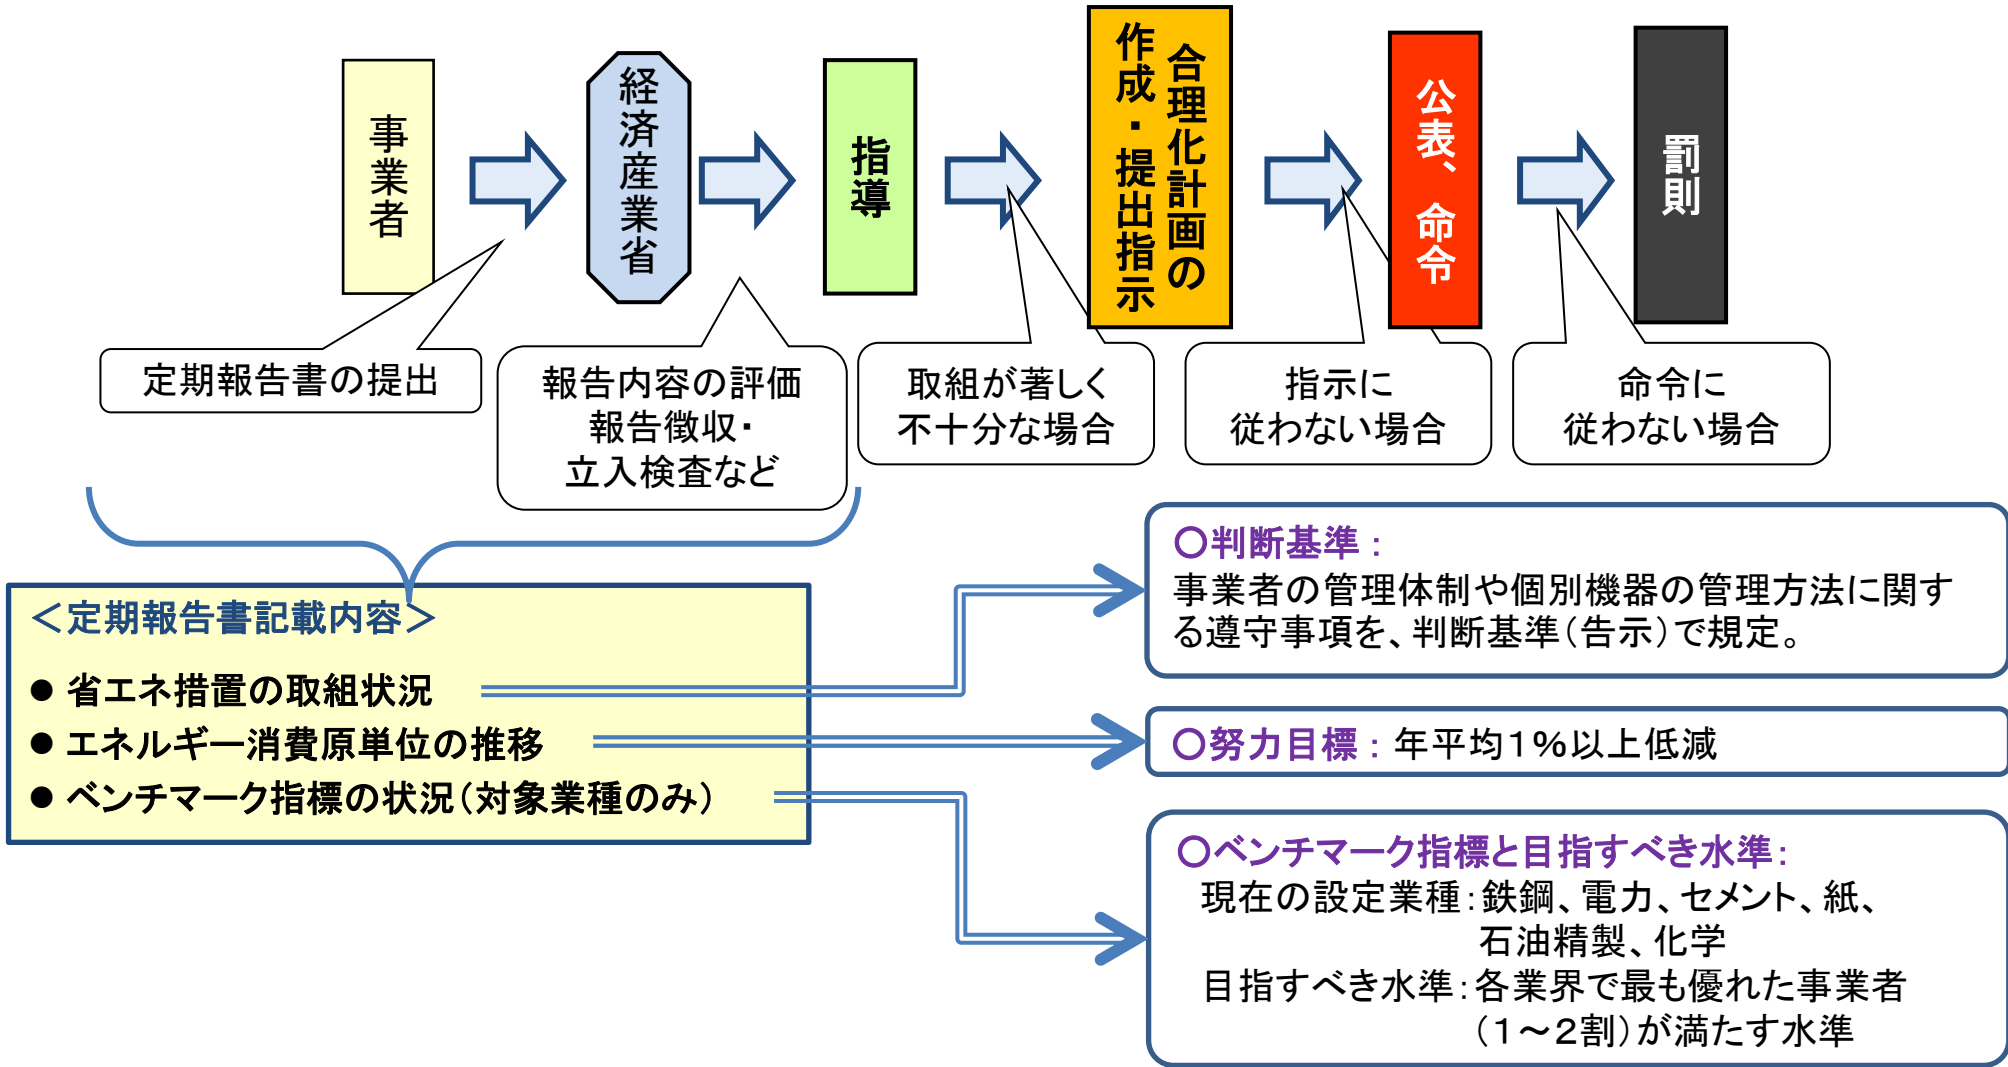 事業者
経済産業省
指導
合理化計画の
作成・提出指示
公表、命令
罰則
定期報告書の提出
報告内容の評価
報告徴収・
立入検査など
取組が著しく
不十分な場合
指示に
従わない場合
命令に
従わない場合
＜定期報告書記載内容＞
● 省エネ措置の取組状況
● エネルギー消費原単位の推移
● ベンチマーク指標の状況（対象業種のみ）
○判断基準：
事業者の管理体制や個別機器の管理方法に関す
る遵守事項を、判断基準（告示）で規定。
○努力目標：年平均１％以上低減
○ベンチマーク指標と目指すべき水準：
現在の設定業種：鉄鋼、電力、セメント、紙、
石油精製、化学
目指すべき水準：各業界で最も優れた事業者
（１～２割）が満たす水準